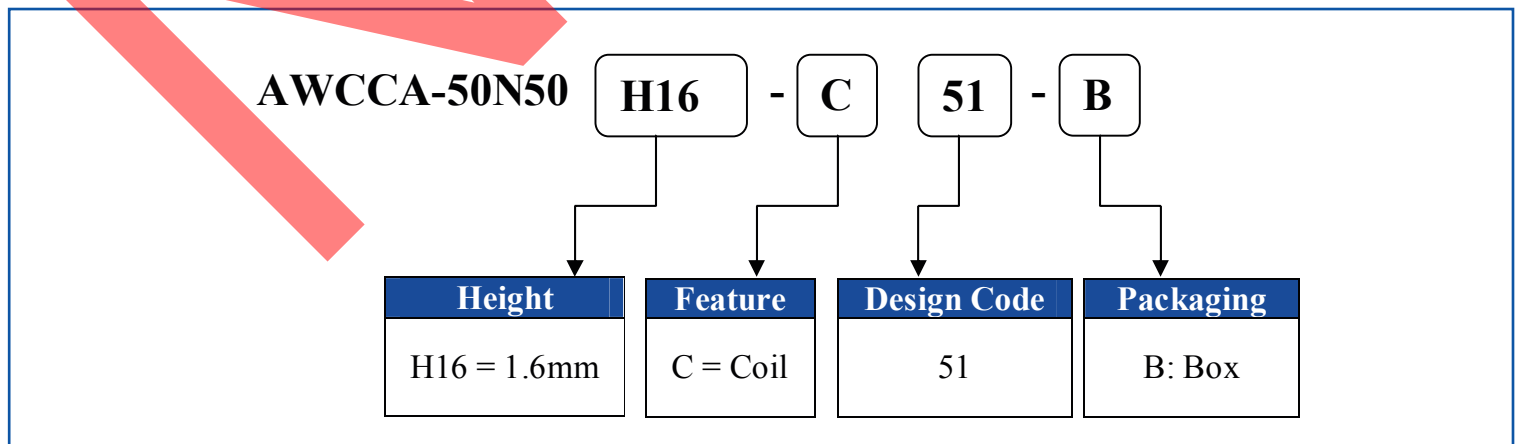 AWCCA-50N50 H16 - C 51 - B
Height Feature Design Code Packaging
H16 = 1.6mm C = Coil 51 B: Box